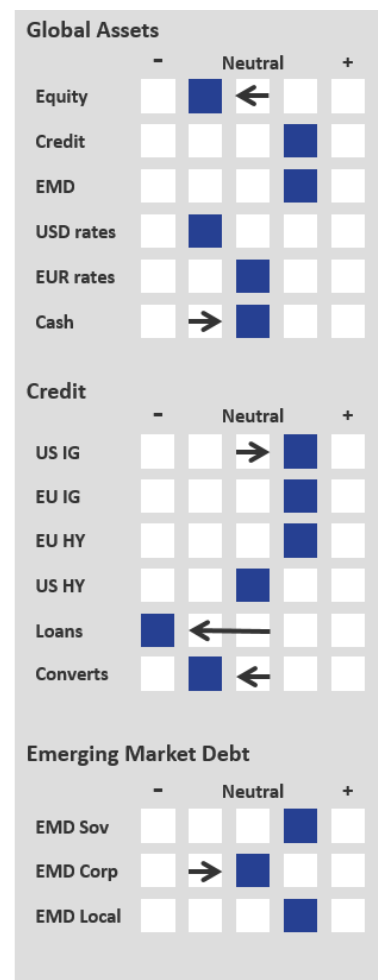 Global Assets
- Neutral +
Equity
Credit
EMD
USD rates
EUR rates
Cash
Credit
- Neutral +
US IG
EU IG
EU HY
US HY
Loans
Converts
Emerging Market Debt
- Neutral +
EMD Sov
EMD Corp
EMD Local